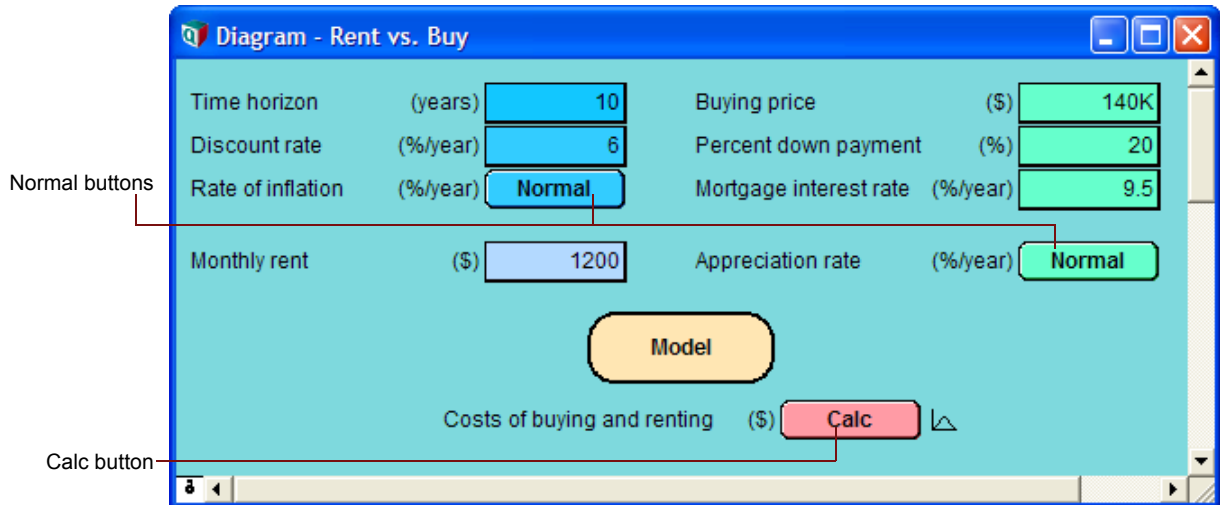 Diagram - Rent vs. Buy
Time horizon (years) 10 Buying price ($) 140K
Discount rate (%/year) 6 Percent down payment (%) 20
Normal buttons Rate of inflation (%/year) Normal Mortgage interest rate (%/year) 9.5
Monthly rent ($) 1200 Appreciation rate (%/year) Normal
Model
Costs of buying and renting ($) Calc
Calc button